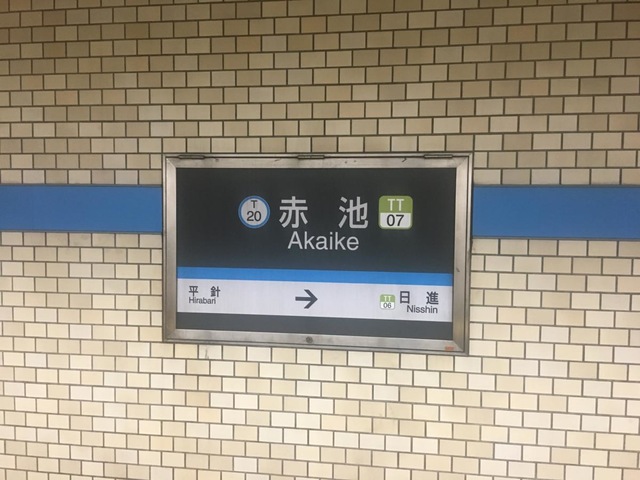 T
20
赤池
TT
07
Akaike
平針
Hirabari
→
TT
06
日進
Nisshin